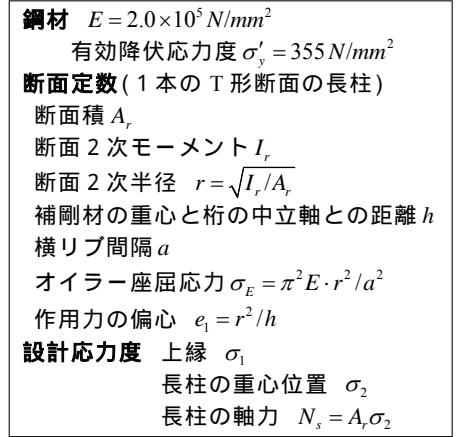 鋼材 E = 2.0×10⁵ N/mm²
有効降伏応力度 σ′y = 355 N/mm²
断面定数(1本の T 形断面の長柱)
断面積 Ar
断面2次モーメント Ir
断面2次半径 r = √(Ir/Ar)
補剛材の重心と桁の中立軸との距離 h
横リブ間隔 a
オイラー座屈応力 σE = π²E·r²/a²
作用力の偏心 e₁ = r²/h
設計応力度 上縁 σ₁
長柱の重心位置 σ₂
長柱の軸力 Ns = Arσ₂